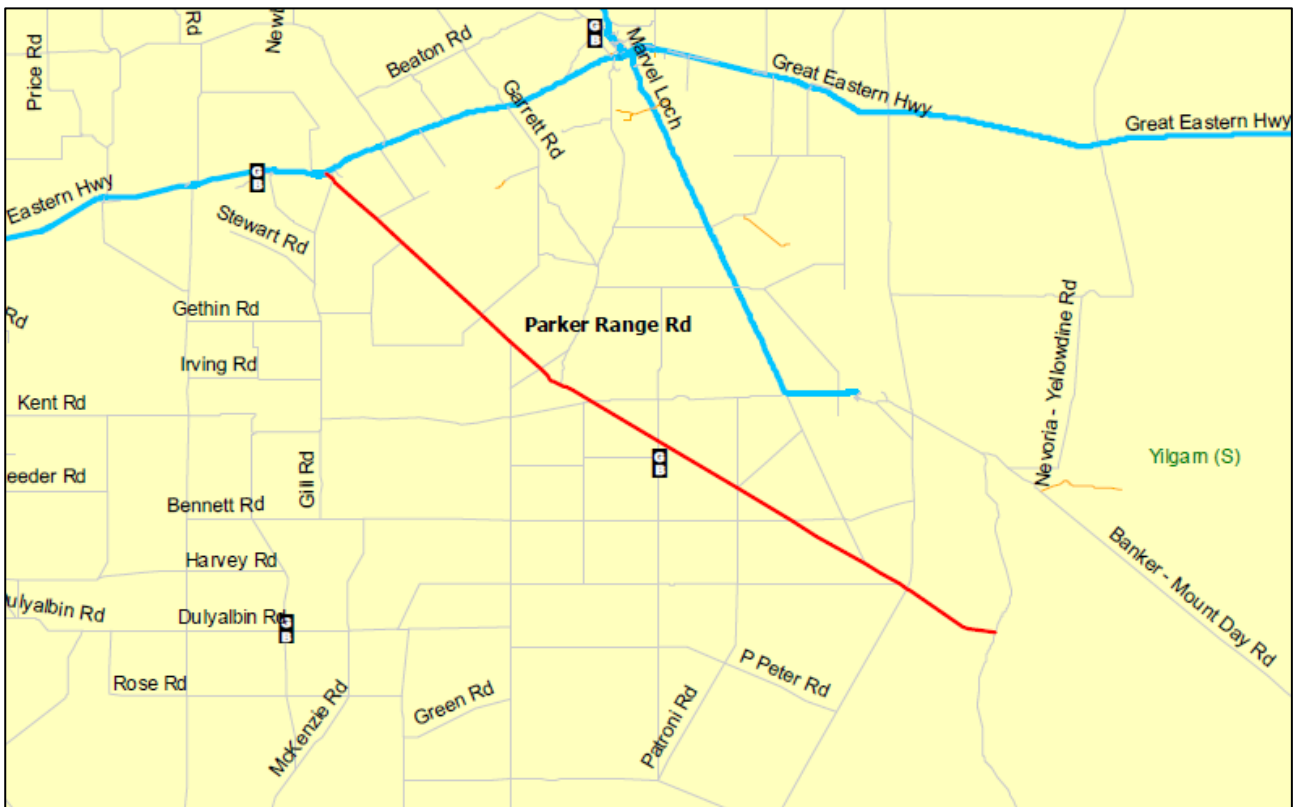 Price Rd
Rd
Beaton Rd
Garrett Rd
Marvel Loch
Great Eastern Hwy
Great Eastern Hwy
Eastern Hwy
Stewart Rd
Gethin Rd
Rd
Parker Range Rd
Irving Rd
Kent Rd
Nevoria - Yellowdine Rd
Yilgarn (S)
eeder Rd
Gill Rd
Bennett Rd
Harvey Rd
Banker - Mount Day Rd
ulyalbin Rd
Dulyalbin Rd
Rose Rd
McKenzie Rd
Green Rd
Patroni Rd
P Peter Rd